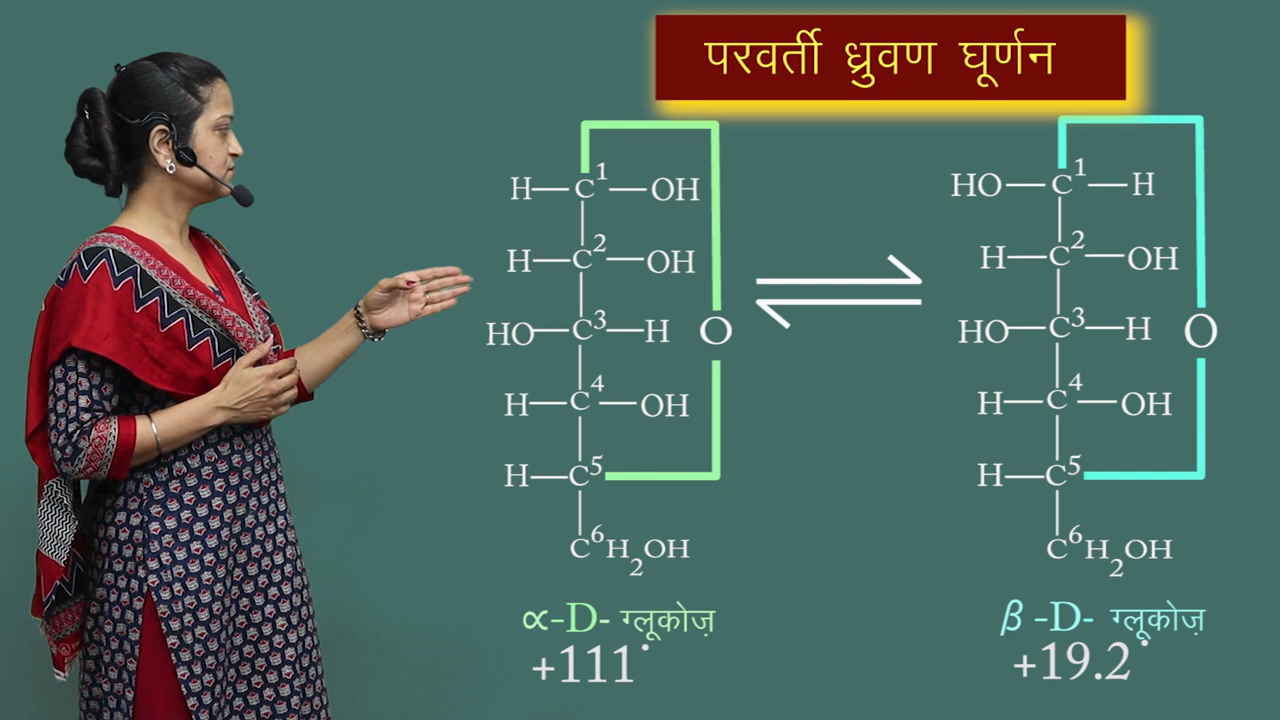 परवर्ती ध्रुवण घूर्णन
H—C1—OH
H—C2—OH
HO—C3—H
O
H—C4—OH
H—C5
C6H2OH
∝-D- ग्लूकोज़
+111°
HO—C1—H
H—C2—OH
HO—C3—H
O
H—C4—OH
H—C5
C6H2OH
β -D- ग्लूकोज़
+19.2°